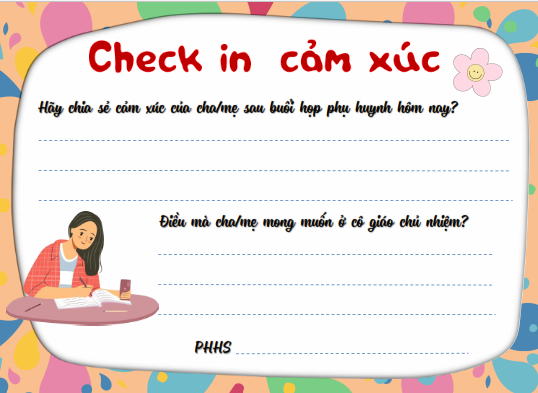 Check in cảm xúc
Hãy chia sẻ cảm xúc của cha/mẹ sau buổi họp phụ huynh hôm nay?
Điều mà cha/mẹ mong muốn ở cô giáo chủ nhiệm?
PHHS